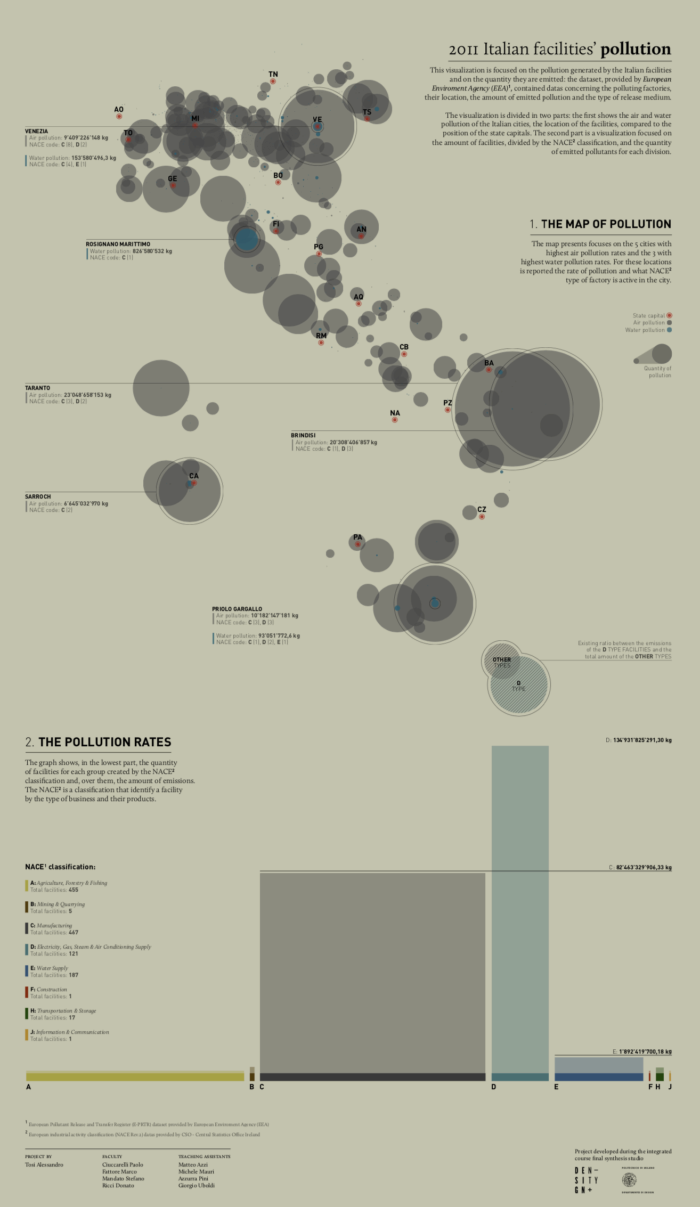 2011 Italian facilities' pollution
This visualization is focused on the pollution generated by the Italian facilities
and on the quantity they are emitted: the dataset, provided by European
Enviroment Agency (EEA)¹, contained datas concerning the polluting factories,
their location, the amount of emitted pollution and the type of release medium.
The visualization is divided in two parts: the first shows the air and water
pollution of the Italian cities, the location of the facilities, compared to the
position of the state capitals. The second part is a visualization focused on
the amount of facilities, divided by the NACE² classification, and the quantity
of emitted pollutants for each division.
TN
AO
TO
MI
VE
TS
VENEZIA
Air pollution: 9'409'226'148 kg
NACE code: C [8], D [2]
Water pollution: 153'580'496,3 kg
NACE code: C [4], E [1]
GE
BO
1. THE MAP OF POLLUTION
The map presents focuses on the 5 cities with
highest air pollution rates and the 3 with
highest water pollution rates. For these locations
is reported the rate of pollution and what NACE²
type of factory is active in the city.
FI
AN
ROSIGNANO MARITTIMO
Water pollution: 826'580'532 kg
NACE code: C [1]
PG
AQ
State capital
Air pollution
Water pollution
Quantity of
pollution
RM
CB
BA
TARANTO
Air pollution: 23'048'658'153 kg
NACE code: C [3], D [2]
NA
PZ
BRINDISI
Air pollution: 20'308'406'857 kg
NACE code: C [1], D [3]
CA
SARROCH
Air pollution: 6'645'032'970 kg
NACE code: C [2]
CZ
PA
PRIOLO GARGALLO
Air pollution: 10'182'147'181 kg
NACE code: C [3], D [3]
Water pollution: 93'051'772,6 kg
NACE code: C [1], D [2], E [1]
Existing ratio between the emissions
of the D TYPE FACILITIES and the
total amount of the OTHER TYPES
OTHER
TYPES
D
TYPE
2. THE POLLUTION RATES
The graph shows, in the lowest part, the quantity
of facilities for each group created by the NACE²
classification and, over them, the amount of emissions.
The NACE² is a classification that identify a facility
by the type of business and their products.
D: 134'931'825'291,30 kg
C: 82'443'329'906,33 kg
E: 1'892'419'700,18 kg
NACE¹ classification:
A: Agriculture, Forestry & Fishing
Total facilities: 455
B: Mining & Quarrying
Total facilities: 5
C: Manufacturing
Total facilities: 467
D: Electricity, Gas, Steam & Air Conditioning Supply
Total facilities: 121
E: Water Supply
Total facilities: 187
F: Construction
Total facilities: 1
H: Transportation & Storage
Total facilities: 17
J: Information & Communication
Total facilities: 1
A B C D E F H J
¹ European Pollutant Release and Transfer Register (E-PRTR) dataset provided by European Enviroment Agency (EEA)
² European industrial activity classification (NACE Rev.2) datas provided by CSO - Central Statistics Office Ireland
PROJECT BY
Tosi Alessandro
FACULTY
Ciuccarelli Paolo
Fattore Marco
Mandato Stefano
Ricci Donato
TEACHING ASSISTANTS
Matteo Azzi
Michele Mauri
Azzurra Pini
Giorgio Uboldi
Project developed during the integrated
course final synthesis studio
DEN-
SITY
GN+